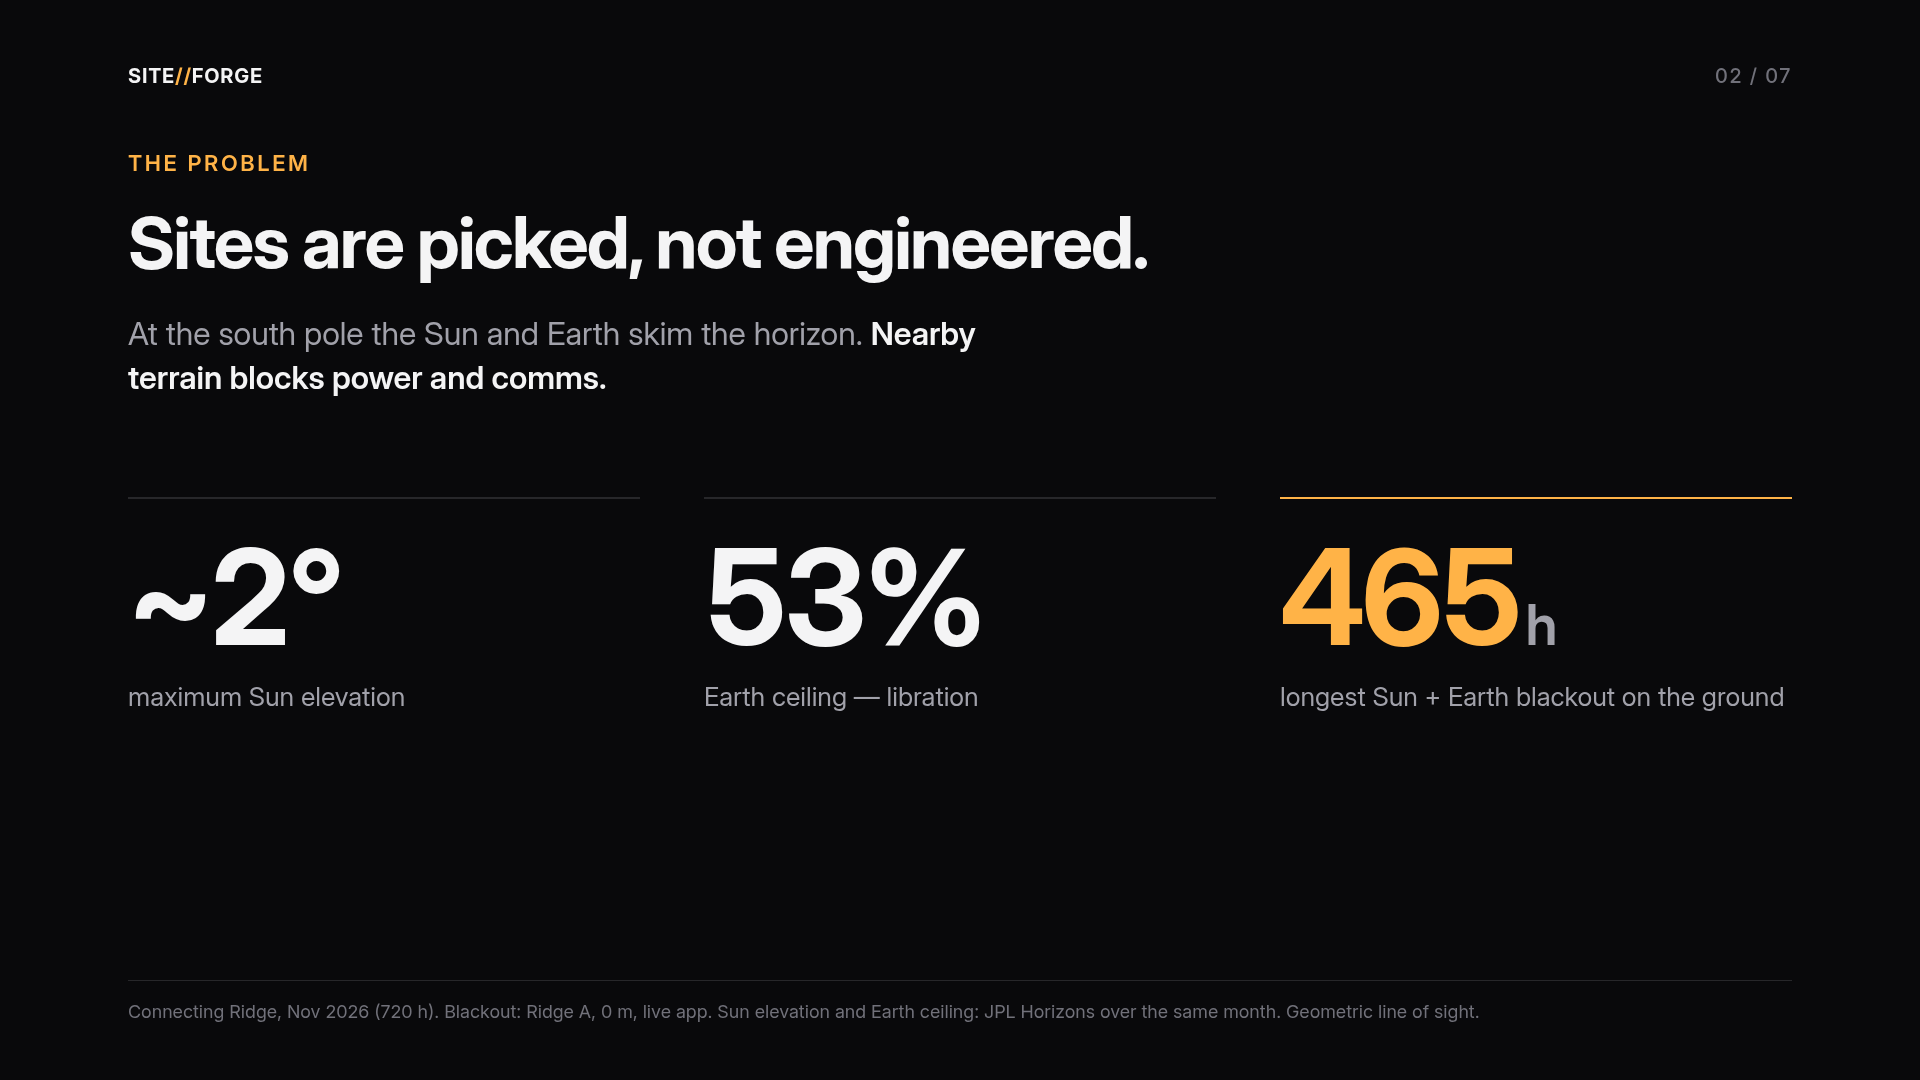 SITE//FORGE
02 / 07
THE PROBLEM
Sites are picked, not engineered.
At the south pole the Sun and Earth skim the horizon. Nearby
terrain blocks power and comms.
~2°
maximum Sun elevation
53%
Earth ceiling — libration
465h
longest Sun + Earth blackout on the ground
Connecting Ridge, Nov 2026 (720 h). Blackout: Ridge A, 0 m, live app. Sun elevation and Earth ceiling: JPL Horizons over the same month. Geometric line of sight.